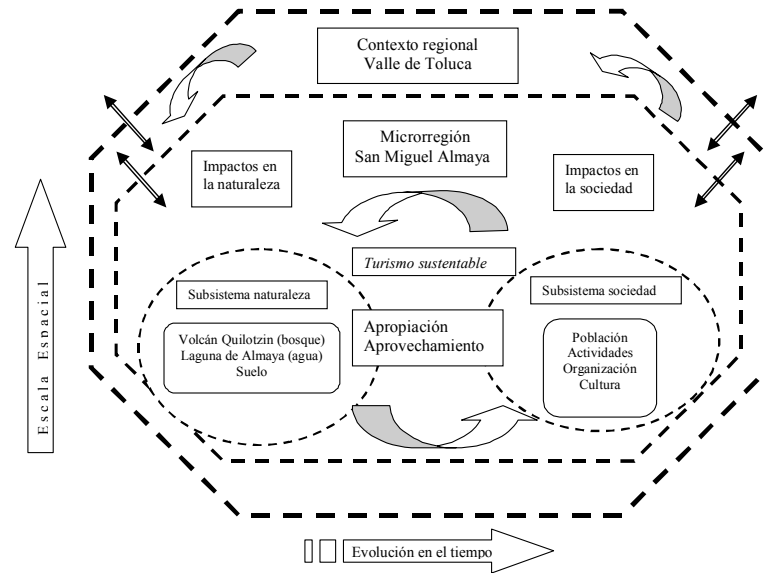 Contexto regional
Valle de Toluca
Microrregión
San Miguel Almaya
Impactos en
la naturaleza
Impactos en
la sociedad
Turismo sustentable
Subsistema naturaleza
Subsistema sociedad
Volcán Quilotzin (bosque)
Laguna de Almaya (agua)
Suelo
Apropiación
Aprovechamiento
Población
Actividades
Organización
Cultura
Escala Espacial
Evolución en el tiempo